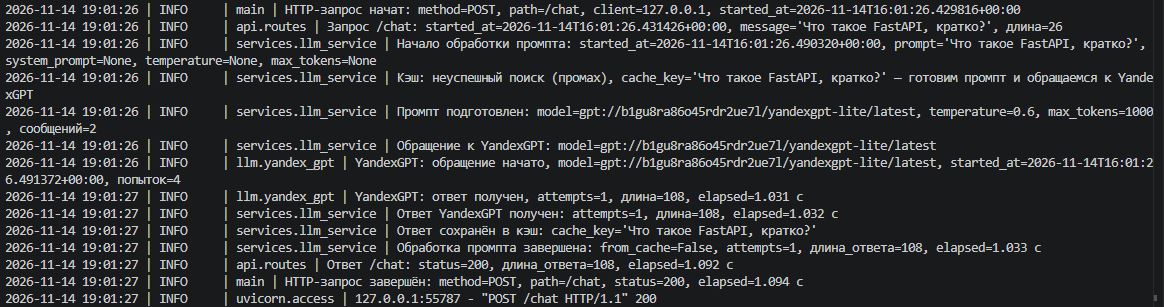 2026-11-14 19:01:26 | INFO     | main | HTTP-запрос начат: method=POST, path=/chat, client=127.0.0.1, started_at=2026-11-14T16:01:26.429816+00:00
2026-11-14 19:01:26 | INFO     | api.routes | Запрос /chat: started_at=2026-11-14T16:01:26.431426+00:00, message='Что такое FastAPI, кратко?', длина=26
2026-11-14 19:01:26 | INFO     | services.llm_service | Начало обработки промпта: started_at=2026-11-14T16:01:26.490320+00:00, prompt='Что такое FastAPI, кратко?',
system_prompt=None, temperature=None, max_tokens=None
2026-11-14 19:01:26 | INFO     | services.llm_service | Кэш: неуспешный поиск (промах), cache_key='Что такое FastAPI, кратко?' — готовим промпт и обращаемся к Yande
xGPT
2026-11-14 19:01:26 | INFO     | services.llm_service | Промпт подготовлен: model=gpt://b1gu8ra86o45rdr2ue7l/yandexgpt-lite/latest, temperature=0.6, max_tokens=1000
, сообщений=2
2026-11-14 19:01:26 | INFO     | services.llm_service | Обращение к YandexGPT: model=gpt://b1gu8ra86o45rdr2ue7l/yandexgpt-lite/latest
2026-11-14 19:01:26 | INFO     | llm.yandex_gpt | YandexGPT: обращение начато, model=gpt://b1gu8ra86o45rdr2ue7l/yandexgpt-lite/latest, started_at=2026-11-14T16:01:2
6.491372+00:00, попыток=4
2026-11-14 19:01:27 | INFO     | llm.yandex_gpt | YandexGPT: ответ получен, attempts=1, длина=108, elapsed=1.031 с
2026-11-14 19:01:27 | INFO     | services.llm_service | Ответ YandexGPT получен: attempts=1, длина=108, elapsed=1.032 с
2026-11-14 19:01:27 | INFO     | services.llm_service | Ответ сохранён в кэш: cache_key='Что такое FastAPI, кратко?'
2026-11-14 19:01:27 | INFO     | services.llm_service | Обработка промпта завершена: from_cache=False, attempts=1, длина_ответа=108, elapsed=1.033 с
2026-11-14 19:01:27 | INFO     | api.routes | Ответ /chat: status=200, длина_ответа=108, elapsed=1.092 с
2026-11-14 19:01:27 | INFO     | main | HTTP-запрос завершён: method=POST, path=/chat, status=200, elapsed=1.094 с
2026-11-14 19:01:27 | INFO     | uvicorn.access | 127.0.0.1:55787 - "POST /chat HTTP/1.1" 200